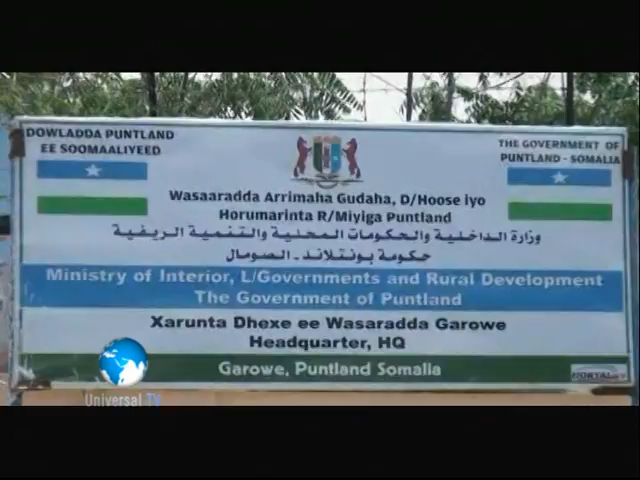 DOWLADDA PUNTLAND
EE SOOMAALIYEED
THE GOVERNMENT OF
PUNTLAND - SOMALIA
Wasaaradda Arrimaha Gudaha, D/Hoose iyo
Horumarinta R/Miyiga Puntland
وزارة الداخلية والحكومات المحلية والتنمية الريفية
حكومة بونتلاند - الصومال
Ministry of Interior, L/Governments and Rural Development
The Government of Puntland
Xarunta Dhexe ee Wasaradda Garowe
Headquarter, HQ
Garowe, Puntland Somalia
Universal TV